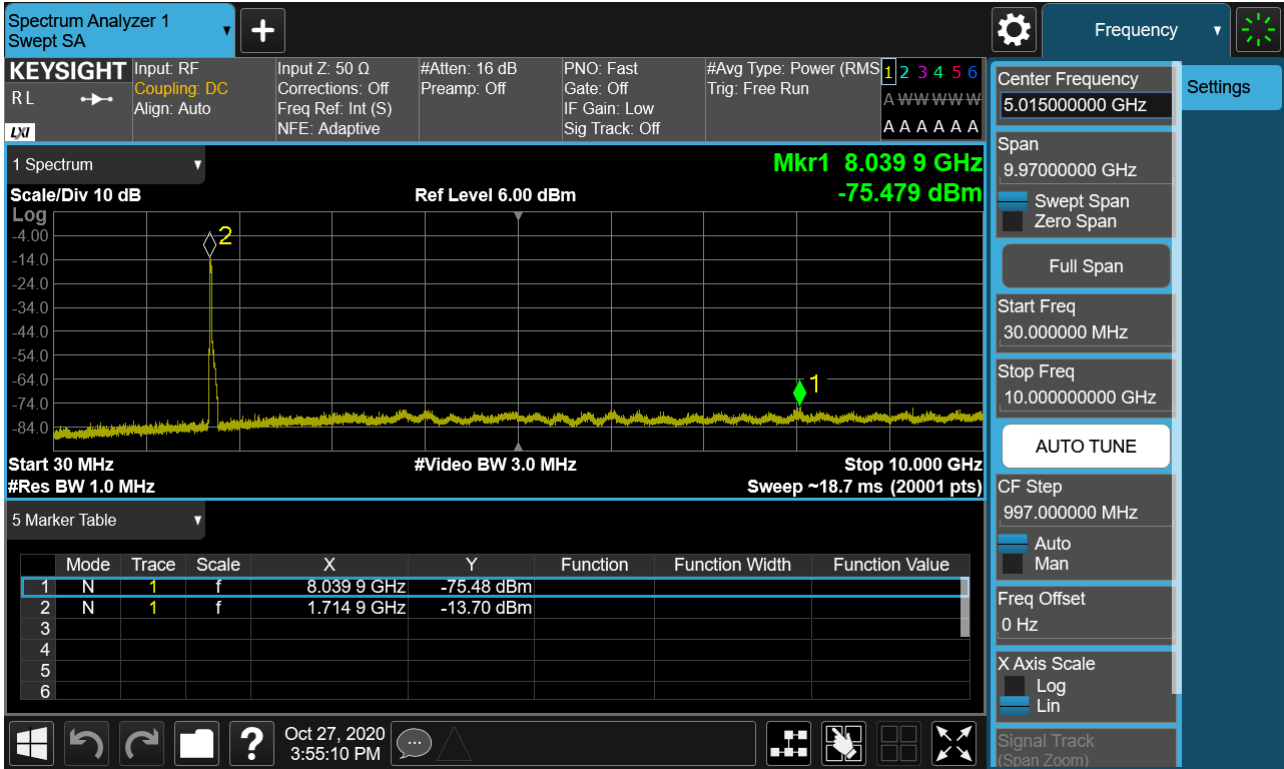 Spectrum Analyzer 1
Swept SA
Frequency
KEYSIGHT
R L
LXI
Input: RF
Coupling: DC
Align: Auto
Input Z: 50 Ω
Corrections: Off
Freq Ref: Int (S)
NFE: Adaptive
#Atten: 16 dB
Preamp: Off
PNO: Fast
Gate: Off
IF Gain: Low
Sig Track: Off
#Avg Type: Power (RMS
Trig: Free Run
1 2 3 4 5 6
A W W W W W
A A A A A A
1 Spectrum
Mkr1 8.039 9 GHz
Scale/Div 10 dB
Ref Level 6.00 dBm
-75.479 dBm
Log
-4.00
-14.0
-24.0
-34.0
-44.0
-54.0
-64.0
-74.0
-84.0
2
1
Start 30 MHz
#Video BW 3.0 MHz
Stop 10.000 GHz
#Res BW 1.0 MHz
Sweep ~18.7 ms (20001 pts)
5 Marker Table
Mode Trace Scale X Y Function Function Width Function Value
1 N 1 f 8.039 9 GHz -75.48 dBm
2 N 1 f 1.714 9 GHz -13.70 dBm
3
4
5
6
Oct 27, 2020
3:55:10 PM
Center Frequency
5.015000000 GHz
Span
9.97000000 GHz
Swept Span
Zero Span
Full Span
Start Freq
30.000000 MHz
Stop Freq
10.000000000 GHz
AUTO TUNE
CF Step
997.000000 MHz
Auto
Man
Freq Offset
0 Hz
X Axis Scale
Log
Lin
Signal Track
(Span Zoom)
Settings